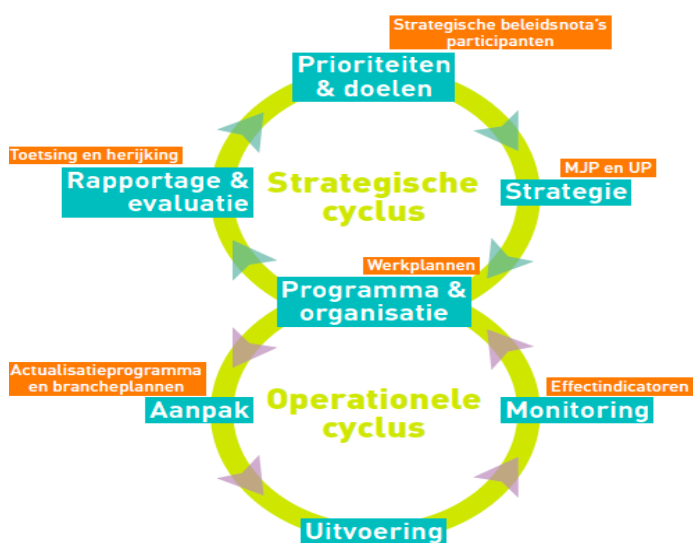 Strategische beleidsnota's
participanten
Prioriteiten
& doelen
Toetsing en herijking
Rapportage &
evaluatie
Strategische
cyclus
MJP en UP
Strategie
Werkplannen
Programma &
organisatie
Actualisatieprogramma
en brancheplannen
Aanpak
Operationele
cyclus
Effectindicatoren
Monitoring
Uitvoering